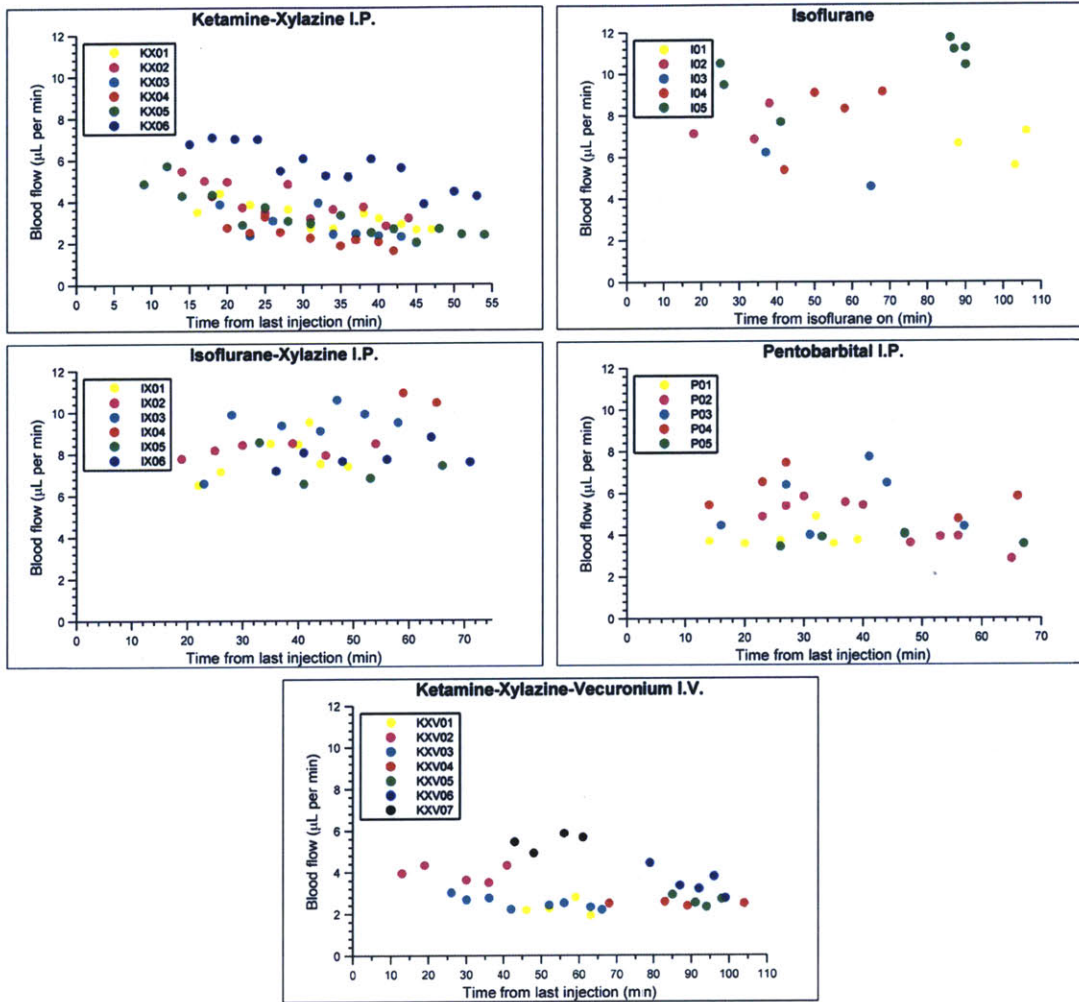 Ketamine-Xylazine I.P.
12
10
8
6
4
2
0
Blood flow (µL per min)
KX01
KX02
KX03
KX04
KX05
KX06
0 5 10 15 20 25 30 35 40 45 50 55
Time from last injection (min)
Isoflurane
12
10
8
6
4
2
0
Blood flow (µL per min)
I01
I02
I03
I04
I05
0 10 20 30 40 50 60 70 80 90 100 110
Time from isoflurane on (min)
Isoflurane-Xylazine I.P.
12
10
8
6
4
2
0
Blood flow (µL per min)
IX01
IX02
IX03
IX04
IX05
IX06
0 10 20 30 40 50 60 70
Time from last injection (min)
Pentobarbital I.P.
12
10
8
6
4
2
0
Blood flow (µL per min)
P01
P02
P03
P04
P05
0 10 20 30 40 50 60 70
Time from last injection (min)
Ketamine-Xylazine-Vecuronium I.V.
12
10
8
6
4
2
0
Blood flow (µL per min)
KXV01
KXV02
KXV03
KXV04
KXV05
KXV06
KXV07
0 10 20 30 40 50 60 70 80 90 100 110
Time from last injection (min)